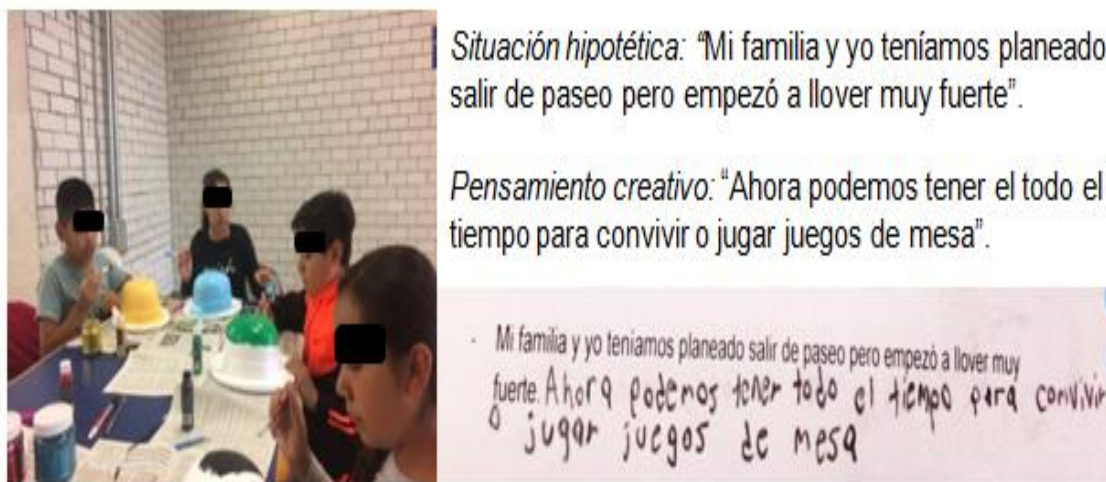 Situación hipotética: “Mi familia y yo teníamos planeado
salir de paseo pero empezó a llover muy fuerte”.
Pensamiento creativo: “Ahora podemos tener el todo el
tiempo para convivir o jugar juegos de mesa”.
- Mi familia y yo teniamos planeado salir de paseo pero empezó a llover muy
fuerte. Ahora podemos tener todo el tiempo para convivir
o jugar juegos de mesa